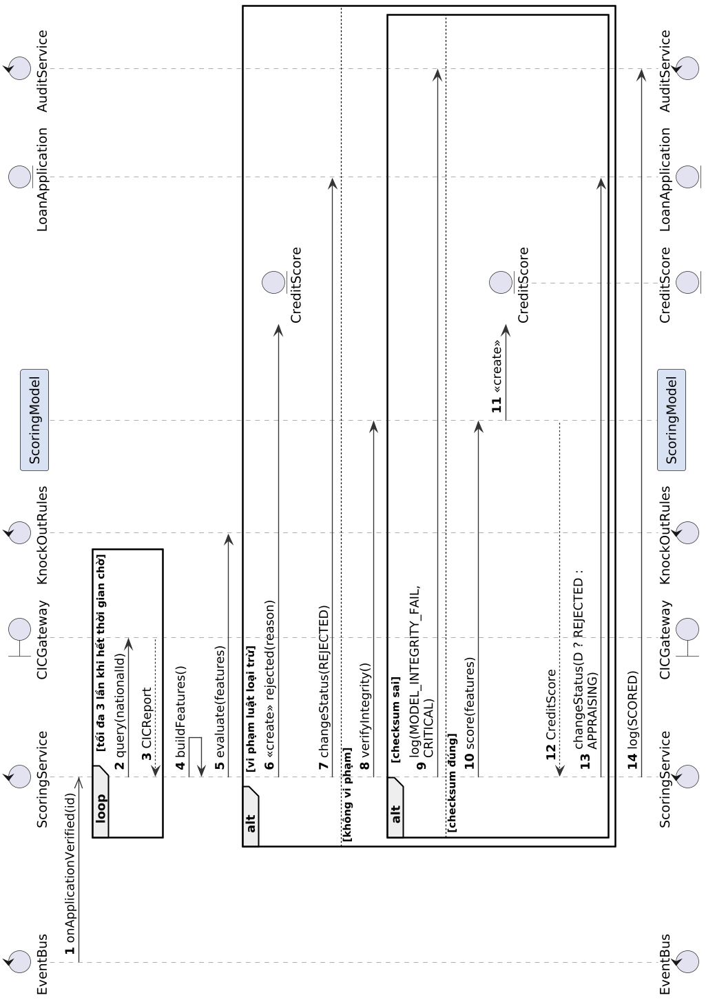 EventBus
ScoringService
CICGateway
KnockOutRules
ScoringModel
LoanApplication
AuditService
1 onApplicationVerified(id)
loop
[tối đa 3 lần khi hết thời gian chờ]
2 query(nationalId)
3 CICReport
4 buildFeatures()
5 evaluate(features)
alt
[vi phạm luật loại trừ]
6 «create» rejected(reason)
CreditScore
7 changeStatus(REJECTED)
[không vi phạm]
8 verifyIntegrity()
alt
[checksum sai]
9 log(MODEL_INTEGRITY_FAIL,
CRITICAL)
[checksum đúng]
10 score(features)
11 «create»
CreditScore
12 CreditScore
13 changeStatus(D ? REJECTED :
APPRAISING)
14 log(SCORED)
EventBus
ScoringService
CICGateway
KnockOutRules
ScoringModel
CreditScore
LoanApplication
AuditService